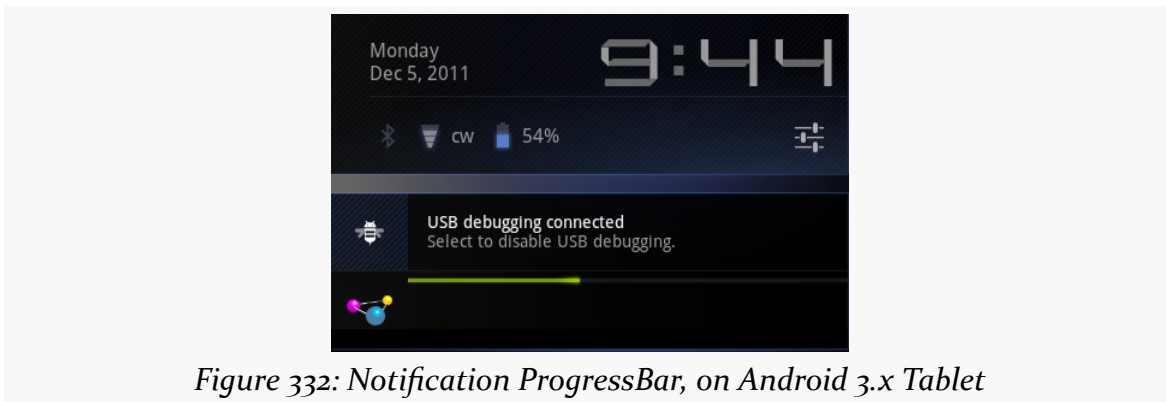 Monday
Dec 5, 2011
9:44
cw 54%
USB debugging connected
Select to disable USB debugging.
Figure 332: Notification ProgressBar, on Android 3.x Tablet